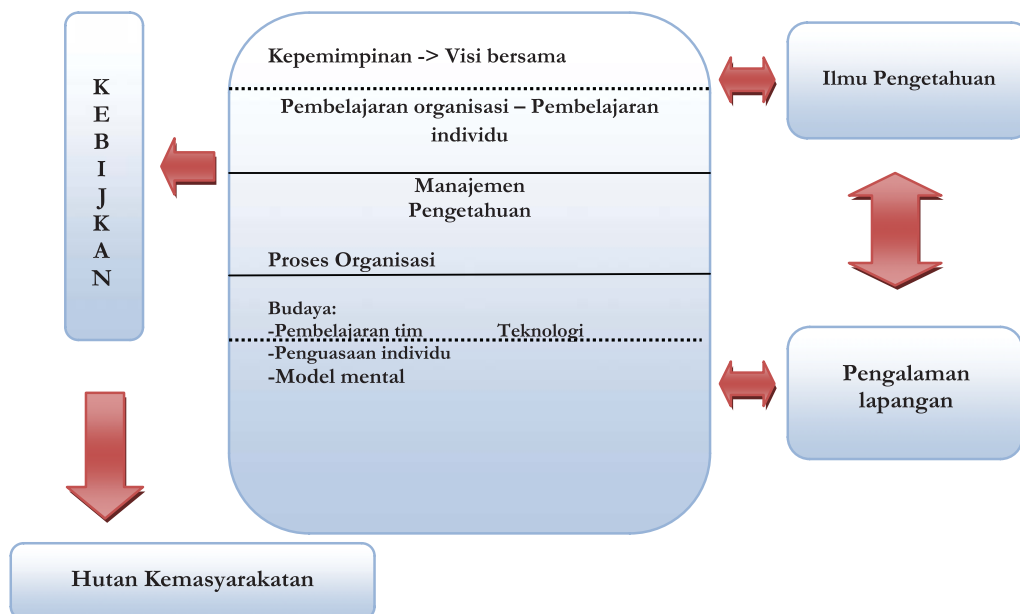 KEBIJKAN
Kepemimpinan -> Visi bersama
Pembelajaran organisasi – Pembelajaran
individu
Manajemen
Pengetahuan
Proses Organisasi
Budaya:
-Pembelajaran tim Teknologi
-Penguasaan individu
-Model mental
Ilmu Pengetahuan
Pengalaman
lapangan
Hutan Kemasyarakatan